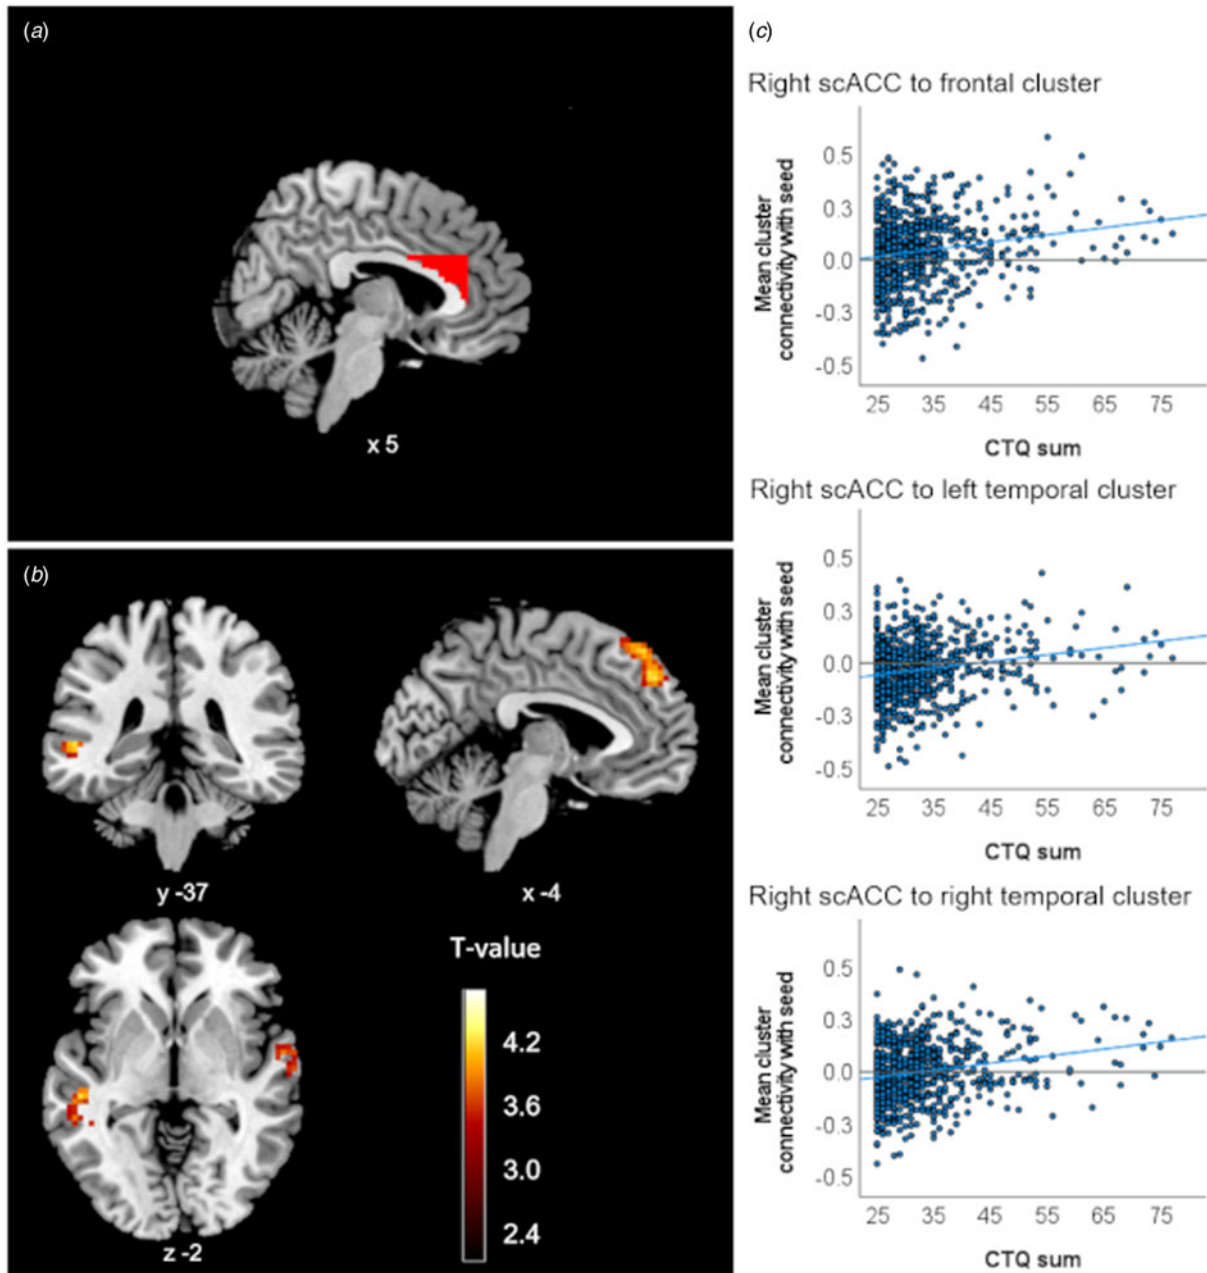 (a)
x 5
(b)
y -37
x -4
z -2
T-value
4.2
3.6
3.0
2.4
(c)
Right scACC to frontal cluster
Mean cluster
connectivity with seed
0.5
0.3
0.0
-0.3
-0.5
25 35 45 55 65 75
CTQ sum
Right scACC to left temporal cluster
Mean cluster
connectivity with seed
0.5
0.3
0.0
-0.3
-0.5
25 35 45 55 65 75
CTQ sum
Right scACC to right temporal cluster
Mean cluster
connectivity with seed
0.5
0.3
0.0
-0.3
-0.5
25 35 45 55 65 75
CTQ sum